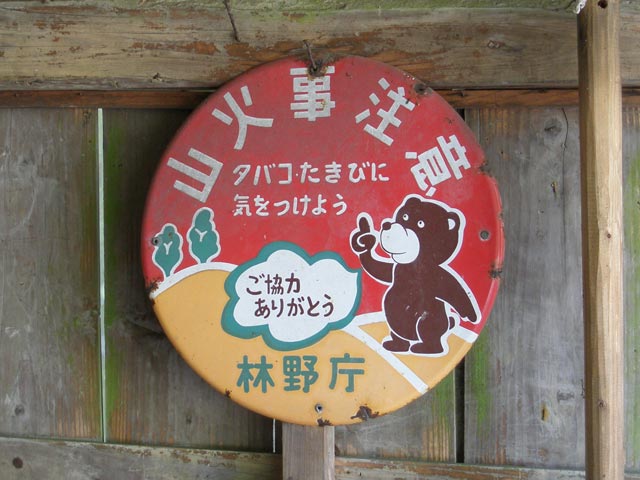 山火事注意
タバコ・たきびに
気をつけよう
ご協力
ありがとう
林野庁